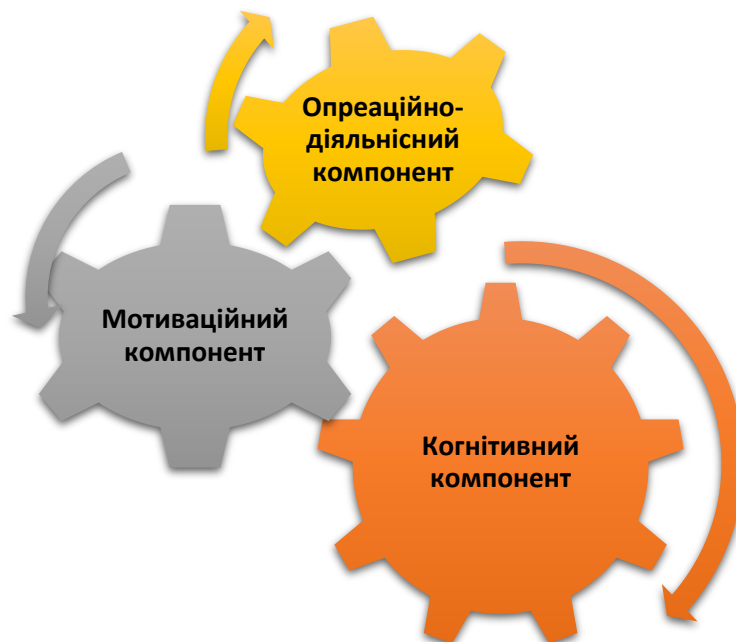 Опреаційно-
діяльнісний
компонент
Мотиваційний
компонент
Когнітивний
компонент